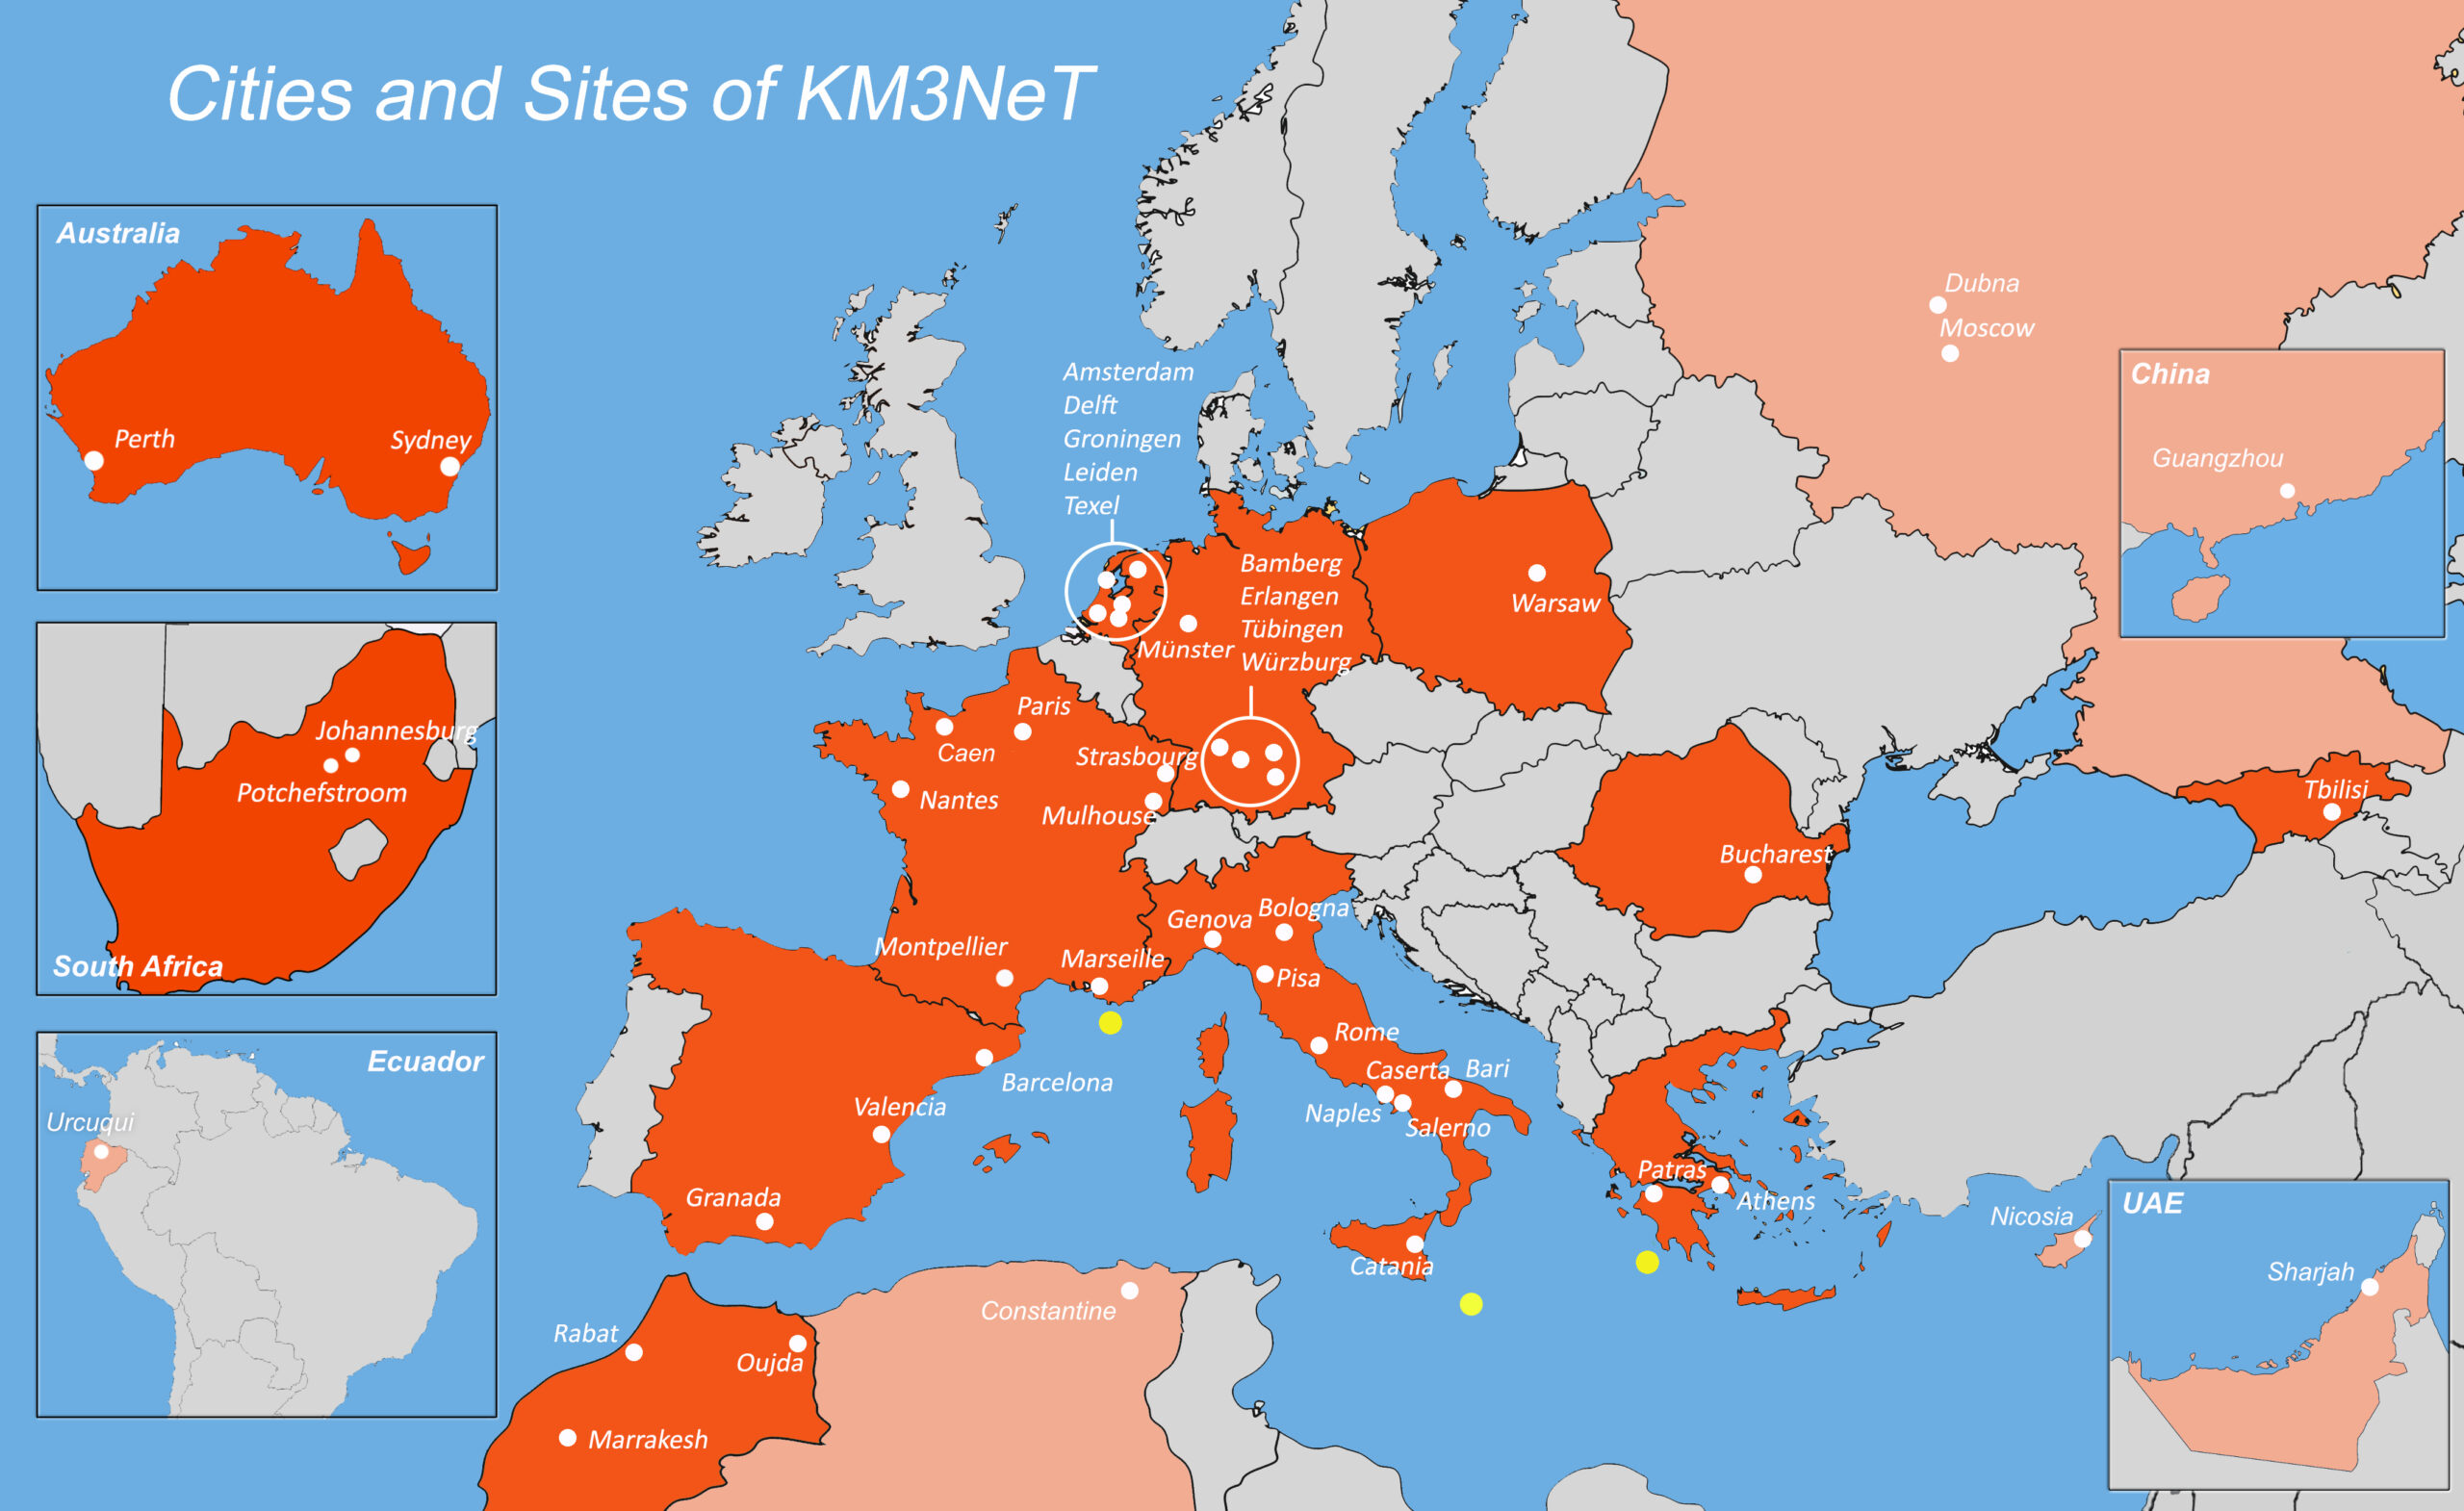 Cities and Sites of KM3NeT
Australia
Perth
Sydney
Johannesburg
Potchefstroom
South Africa
Ecuador
Urcuqui
Amsterdam
Delft
Groningen
Leiden
Texel
Bamberg
Erlangen
Tübingen
Würzburg
Münster
Warsaw
Dubna
Moscow
China
Guangzhou
Paris
Caen
Strasbourg
Nantes
Mulhouse
Tbilisi
Bucharest
Genova
Bologna
Montpellier
Marseille
Pisa
Rome
Barcelona
Caserta
Bari
Valencia
Naples
Salerno
Granada
Patras
Athens
Catania
Nicosia
UAE
Sharjah
Constantine
Rabat
Oujda
Marrakesh